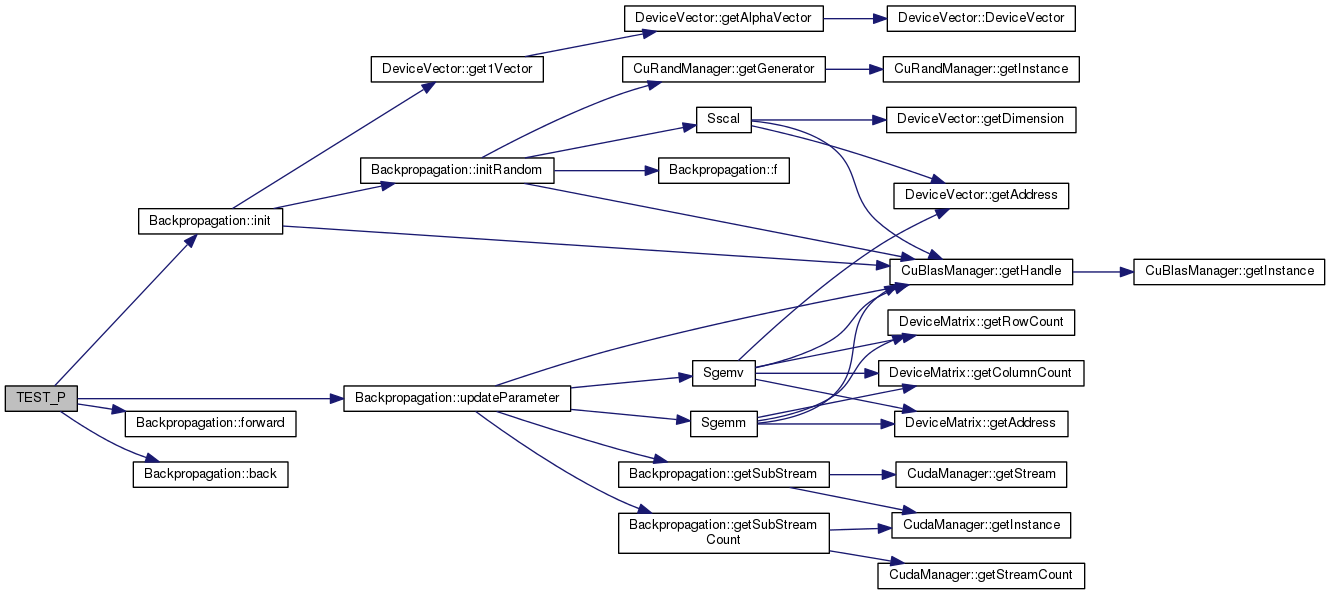 DeviceVector::getAlphaVector
DeviceVector::DeviceVector
DeviceVector::get1Vector
CuRandManager::getGenerator
CuRandManager::getInstance
Sscal
DeviceVector::getDimension
Backpropagation::initRandom
Backpropagation::f
DeviceVector::getAddress
Backpropagation::init
CuBlasManager::getHandle
CuBlasManager::getInstance
DeviceMatrix::getRowCount
Sgemv
DeviceMatrix::getColumnCount
TEST_P
Backpropagation::updateParameter
Backpropagation::forward
Sgemm
DeviceMatrix::getAddress
Backpropagation::back
Backpropagation::getSubStream
CudaManager::getStream
Backpropagation::getSubStream
Count
CudaManager::getInstance
CudaManager::getStreamCount